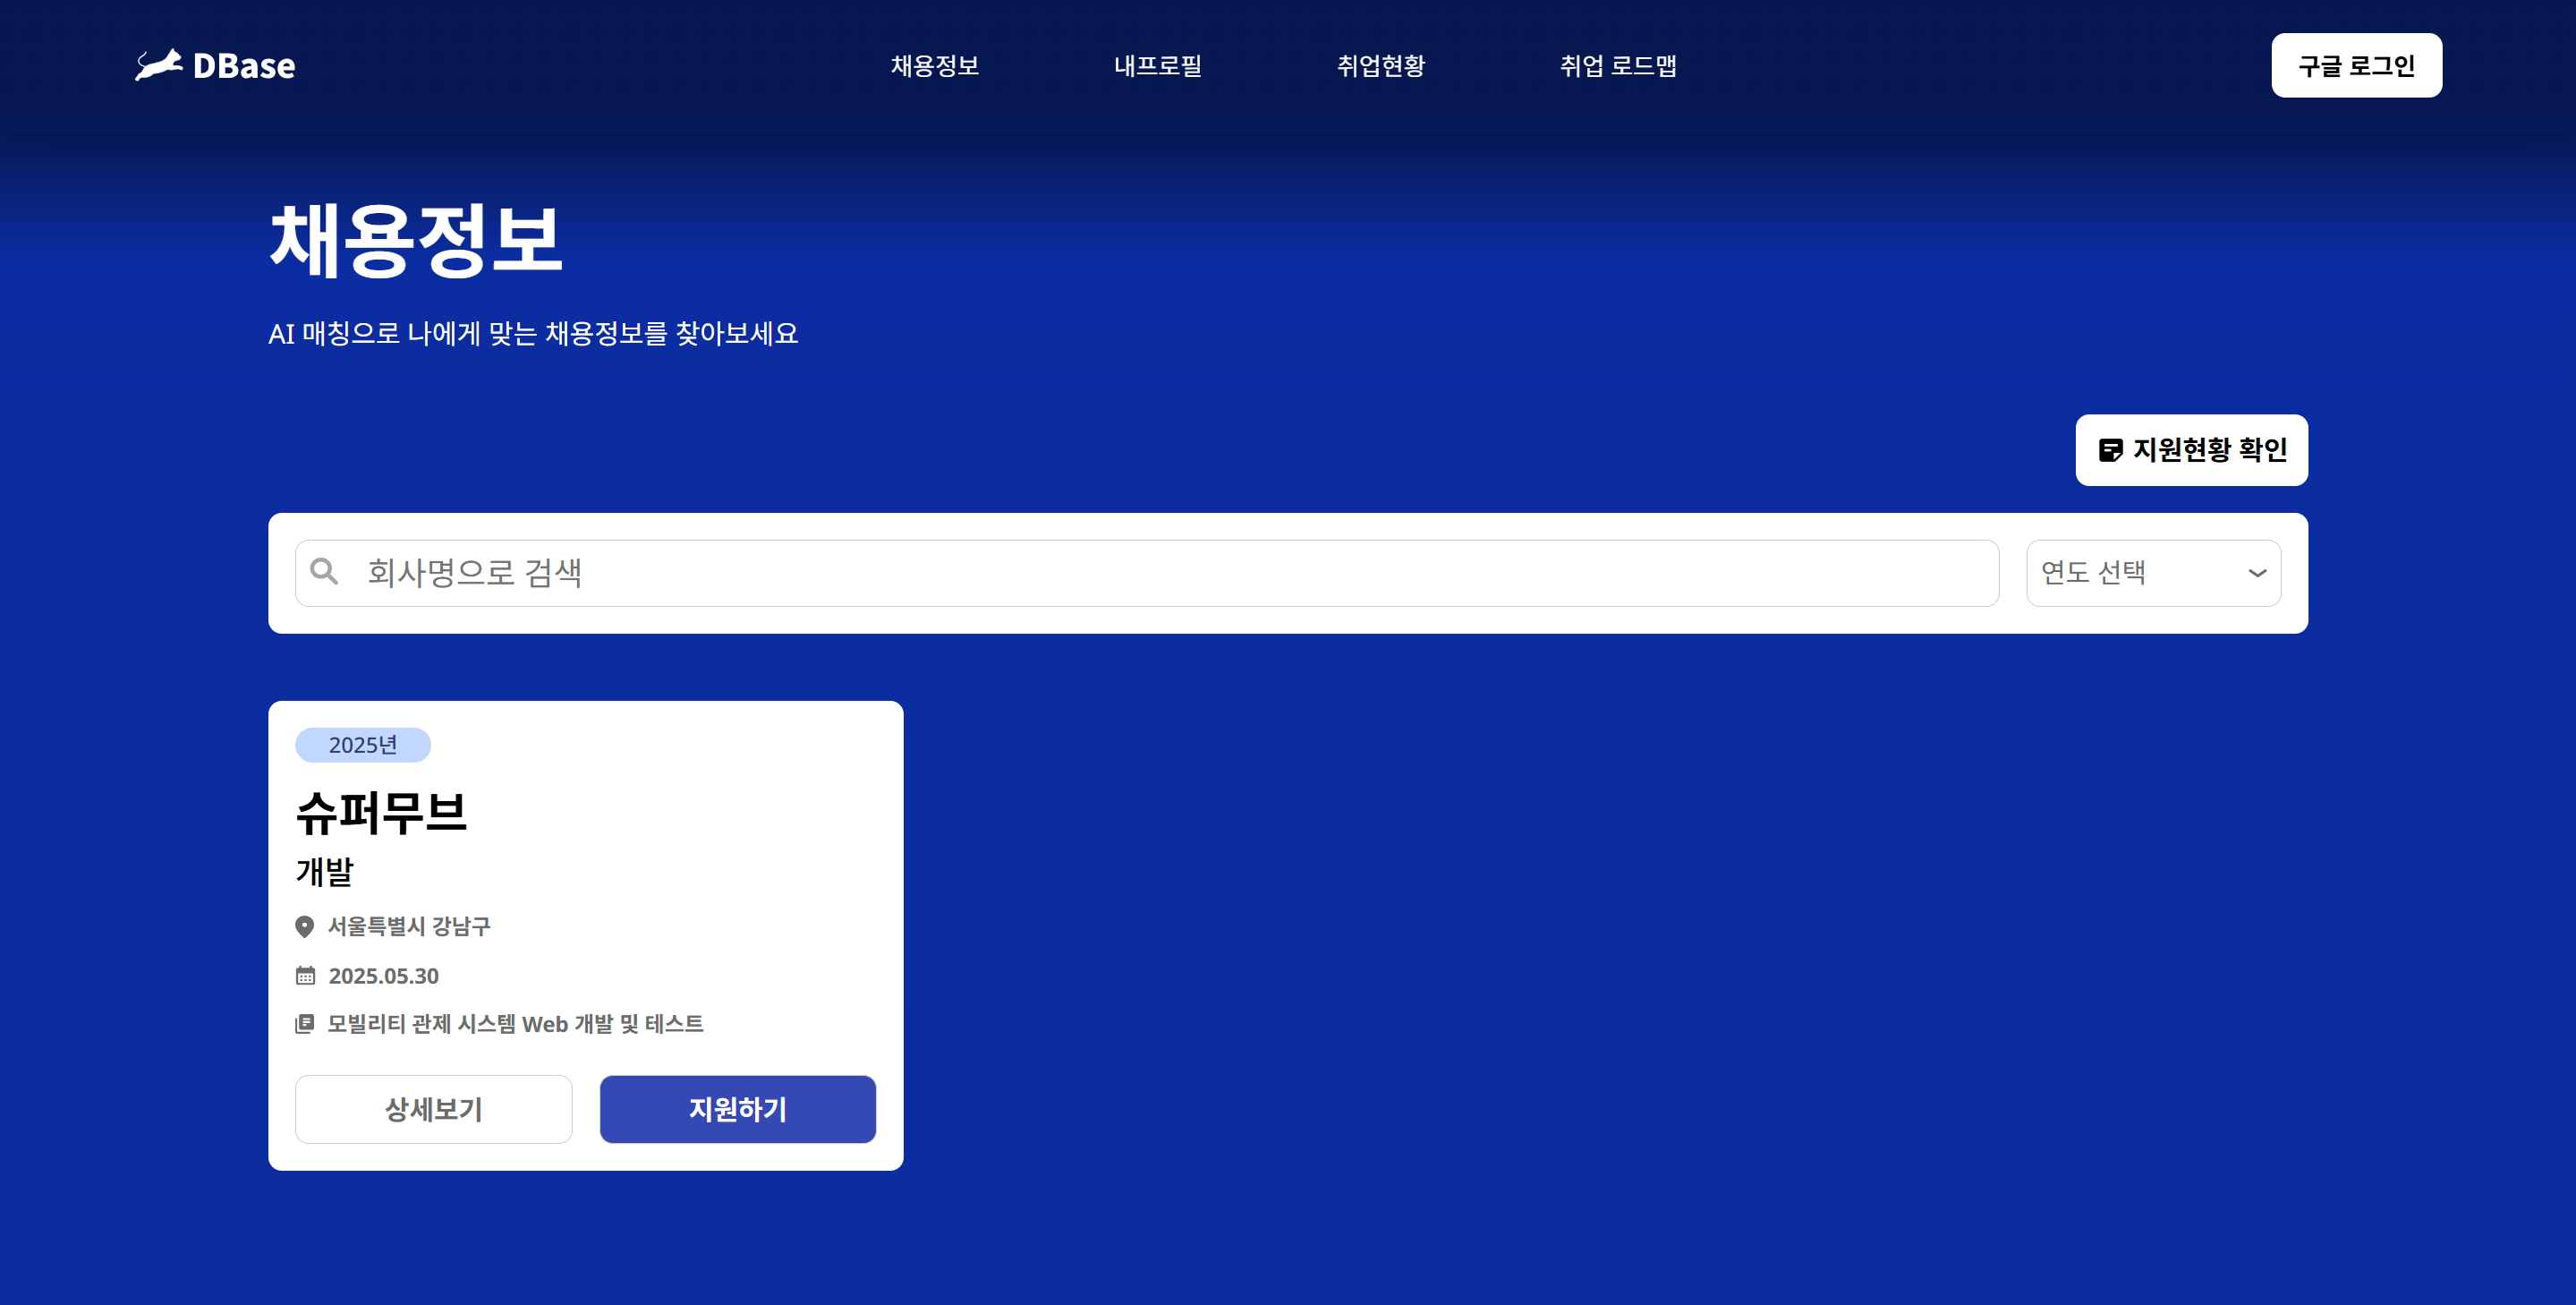 DBase
채용정보
내프로필
취업현황
취업 로드맵
구글 로그인
채용정보
AI 매칭으로 나에게 맞는 채용정보를 찾아보세요
지원현황 확인
회사명으로 검색
연도 선택
2025년
슈퍼무브
개발
서울특별시 강남구
2025.05.30
모빌리티 관제 시스템 Web 개발 및 테스트
상세보기
지원하기